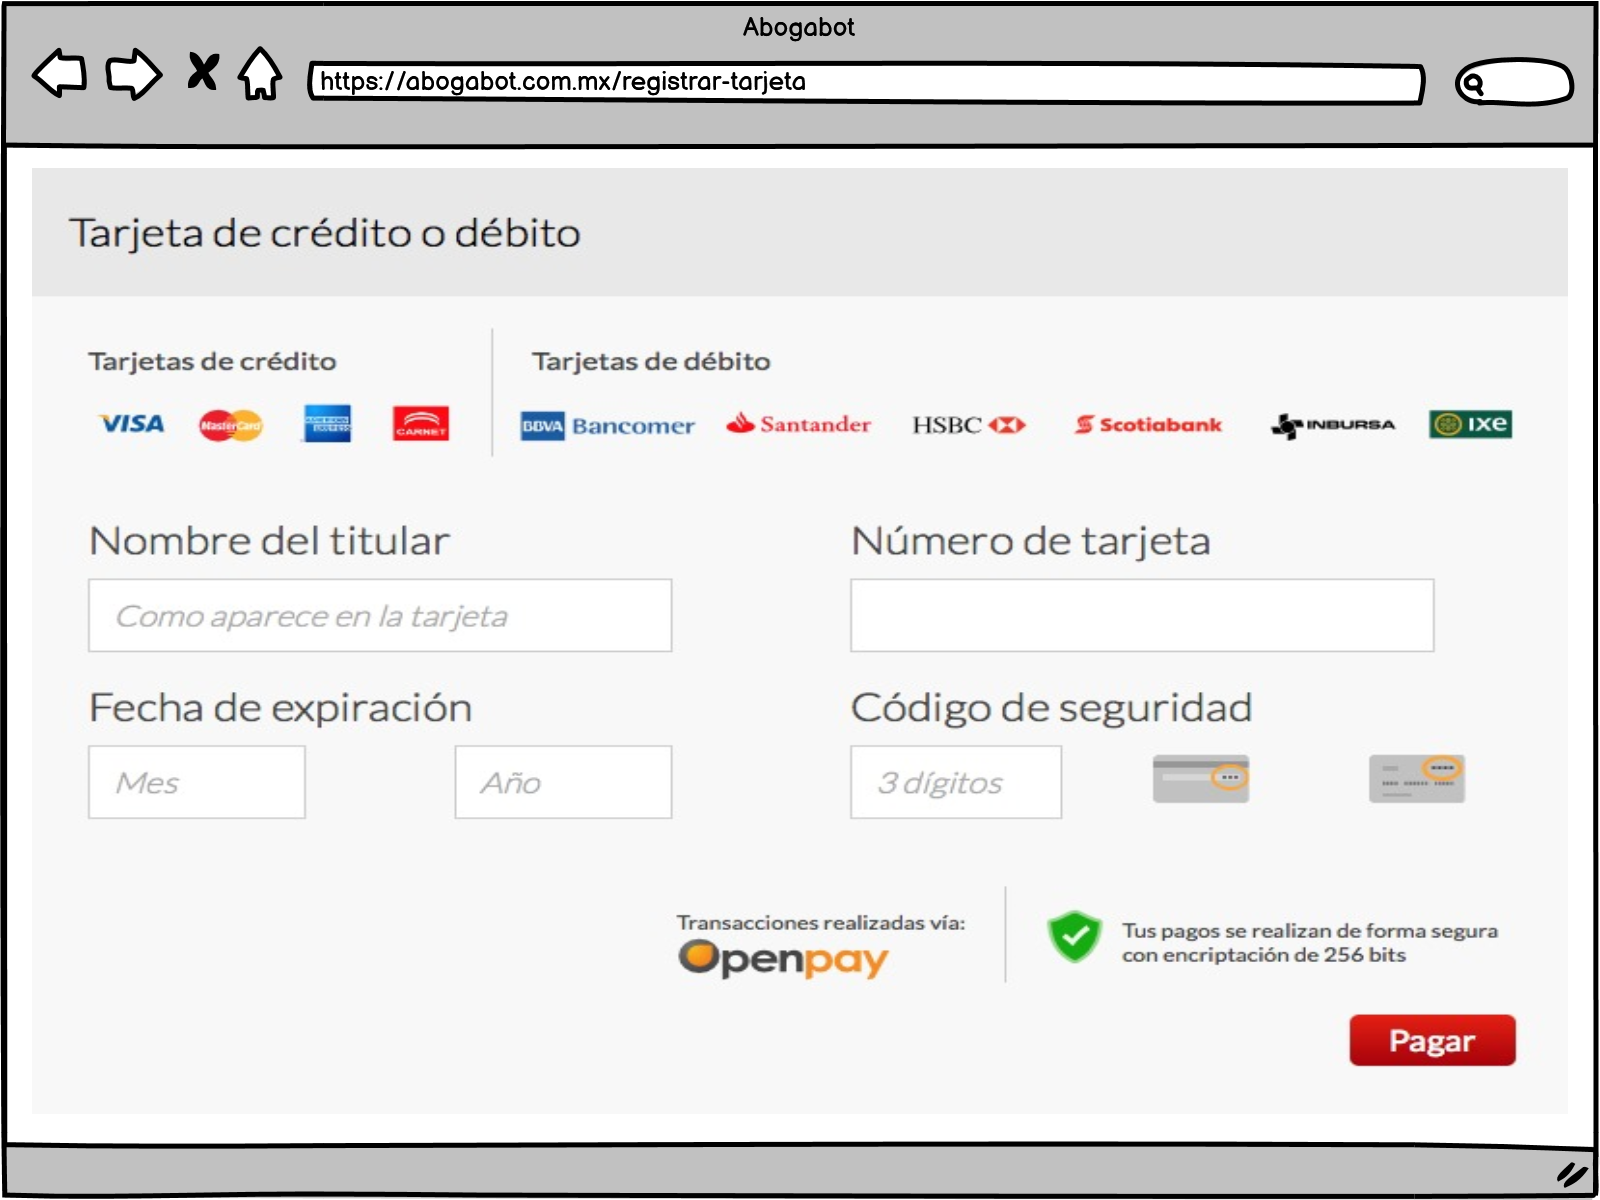 Abogabot
https://abogabot.com.mx/registrar-tarjeta
Tarjeta de crédito o débito
Tarjetas de crédito
Tarjetas de débito
VISA MasterCard AMERICAN EXPRESS CARNET
BBVA Bancomer Santander HSBC Scotiabank INBURSA IXE
Nombre del titular
Número de tarjeta
Como aparece en la tarjeta
Fecha de expiración
Código de seguridad
Mes
Año
3 dígitos
Transacciones realizadas vía:
Openpay
Tus pagos se realizan de forma segura
con encriptación de 256 bits
Pagar